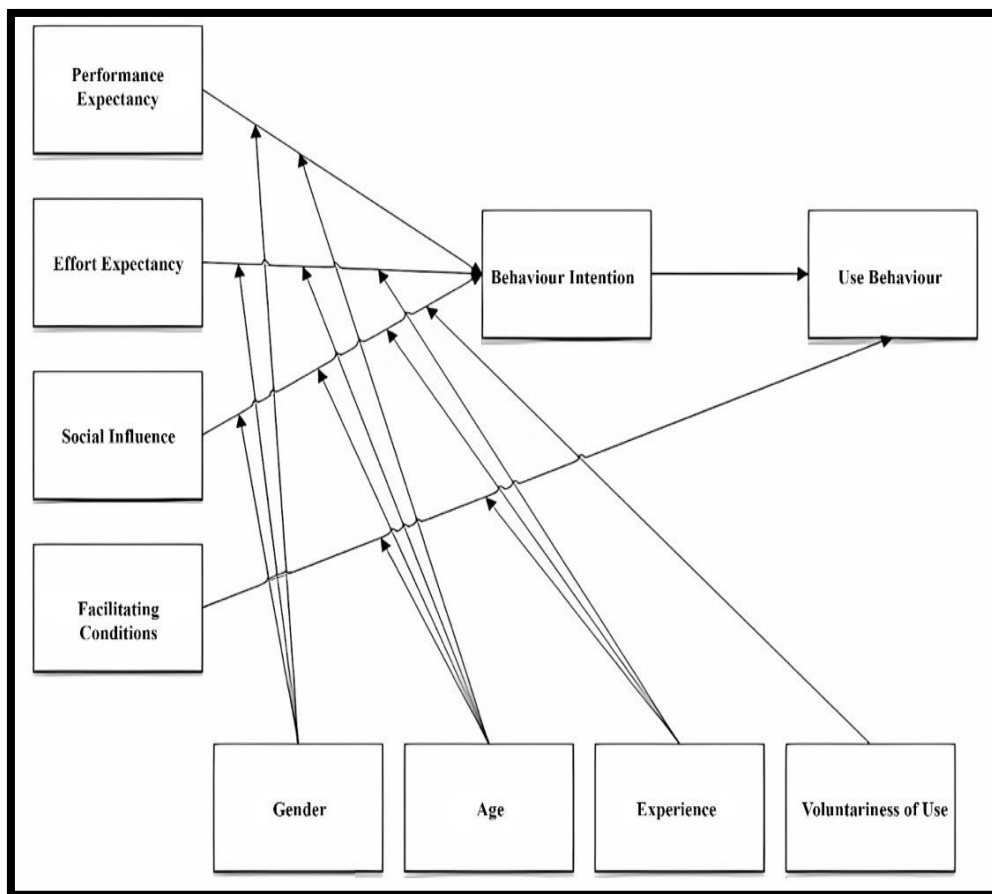 Performance
Expectancy
Effort Expectancy
Behaviour Intention
Use Behaviour
Social Influence
Facilitating
Conditions
Gender
Age
Experience
Voluntariness of Use